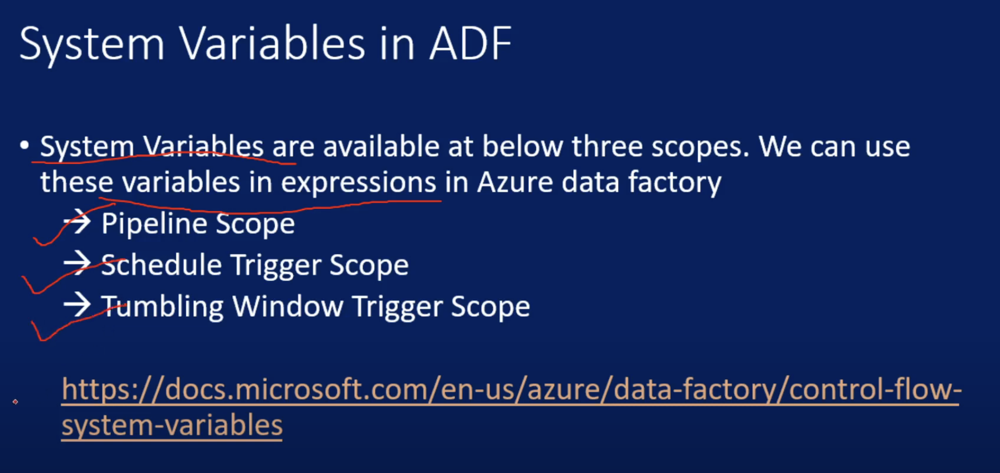 System Variables in ADF
• System Variables are available at below three scopes. We can use
these variables in expressions in Azure data factory
→ Pipeline Scope
→ Schedule Trigger Scope
→ Tumbling Window Trigger Scope
https://docs.microsoft.com/en-us/azure/data-factory/control-flow-
system-variables